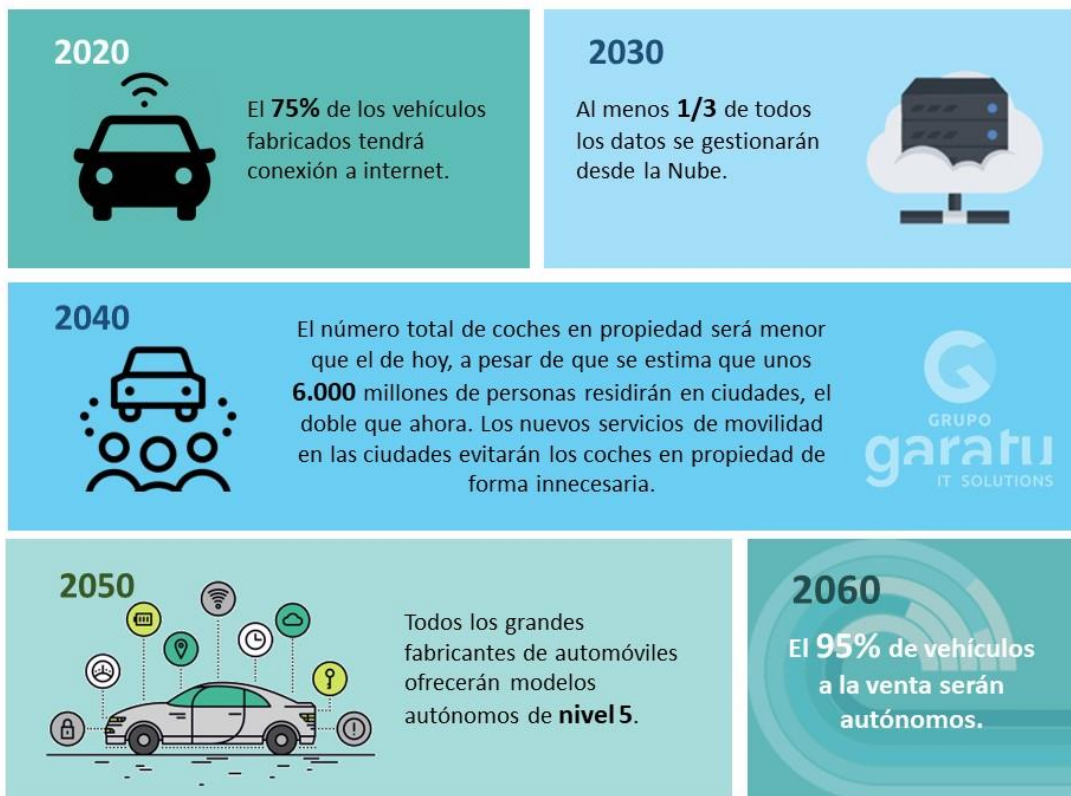 2020
El 75% de los vehículos
fabricados tendrá
conexión a internet.
2030
Al menos 1/3 de todos
los datos se gestionarán
desde la Nube.
2040
El número total de coches en propiedad será menor
que el de hoy, a pesar de que se estima que unos
6.000 millones de personas residirán en ciudades, el
doble que ahora. Los nuevos servicios de movilidad
en las ciudades evitarán los coches en propiedad de
forma innecesaria.
GRUPO
garatu
IT SOLUTIONS
2050
Todos los grandes
fabricantes de automóviles
ofrecerán modelos
autónomos de nivel 5.
2060
El 95% de vehículos
a la venta serán
autónomos.